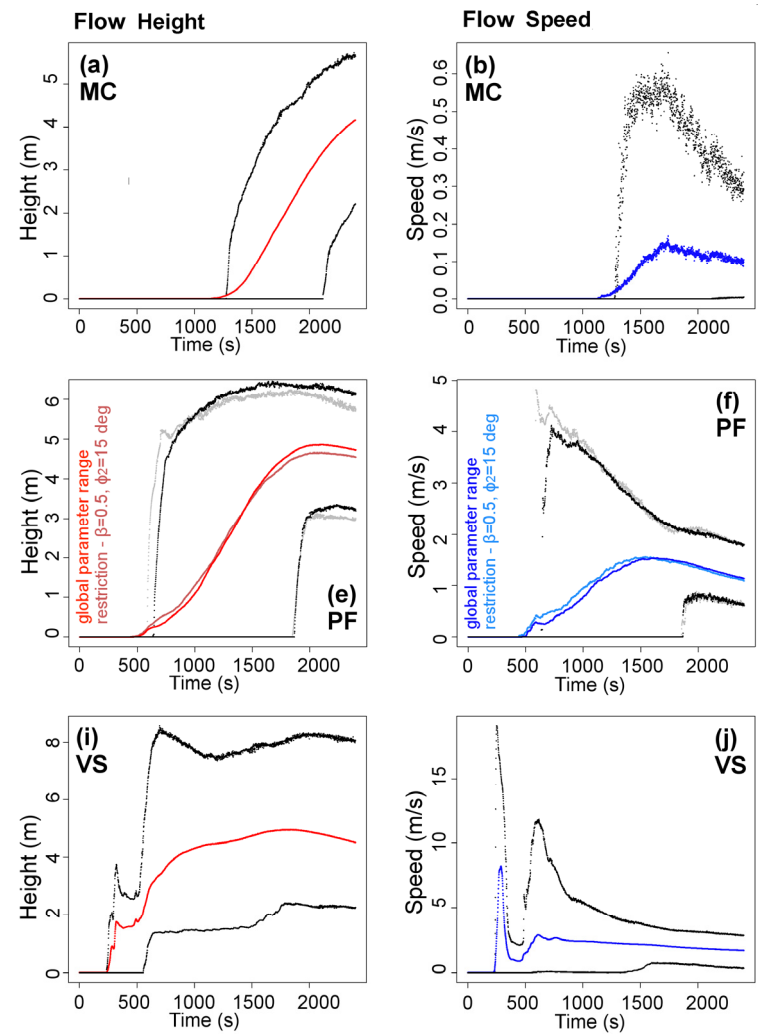 Flow Height
Flow Speed
(a)
MC
Height (m)
0 1 2 3 4 5
0 500 1000 1500 2000
Time (s)
(b)
MC
Speed (m/s)
0.0 0.1 0.2 0.3 0.4 0.5 0.6
0 500 1000 1500 2000
Time (s)
global parameter range
restriction - β=0.5, ϕ2=15 deg
(e)
PF
Height (m)
0 1 2 3 4 5 6
0 500 1000 1500 2000
Time (s)
global parameter range
restriction - β=0.5, ϕ2=15 deg
(f)
PF
Speed (m/s)
0 1 2 3 4 5
0 500 1000 1500 2000
Time (s)
(i)
VS
Height (m)
0 2 4 6 8
0 500 1000 1500 2000
Time (s)
(j)
VS
Speed (m/s)
0 5 10 15
0 500 1000 1500 2000
Time (s)